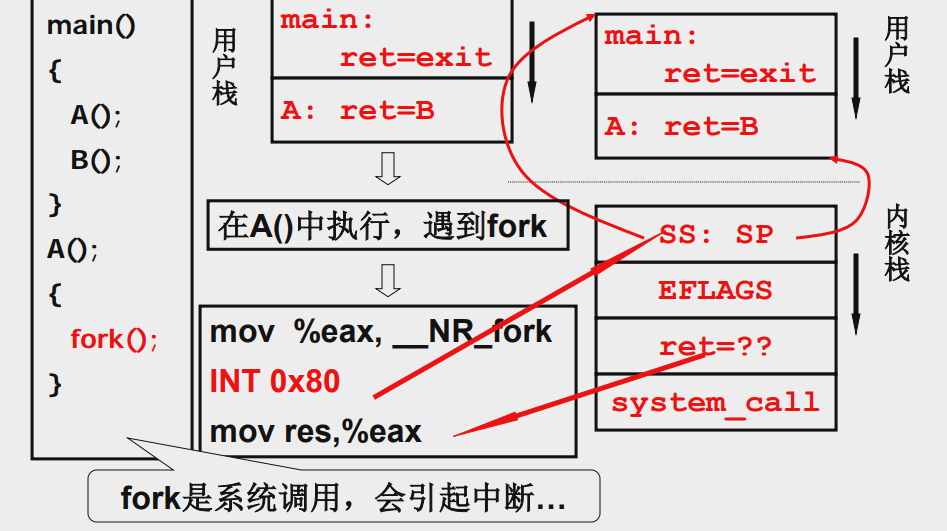 main()
{
A();
B();
}
A();
{
fork();
}
用户栈
main:
ret=exit
A: ret=B
在A()中执行，遇到fork
mov %eax, __NR_fork
INT 0x80
mov res,%eax
fork是系统调用，会引起中断…
main:
ret=exit
A: ret=B
用户栈
SS: SP
EFLAGS
ret=??
system_call
内核栈